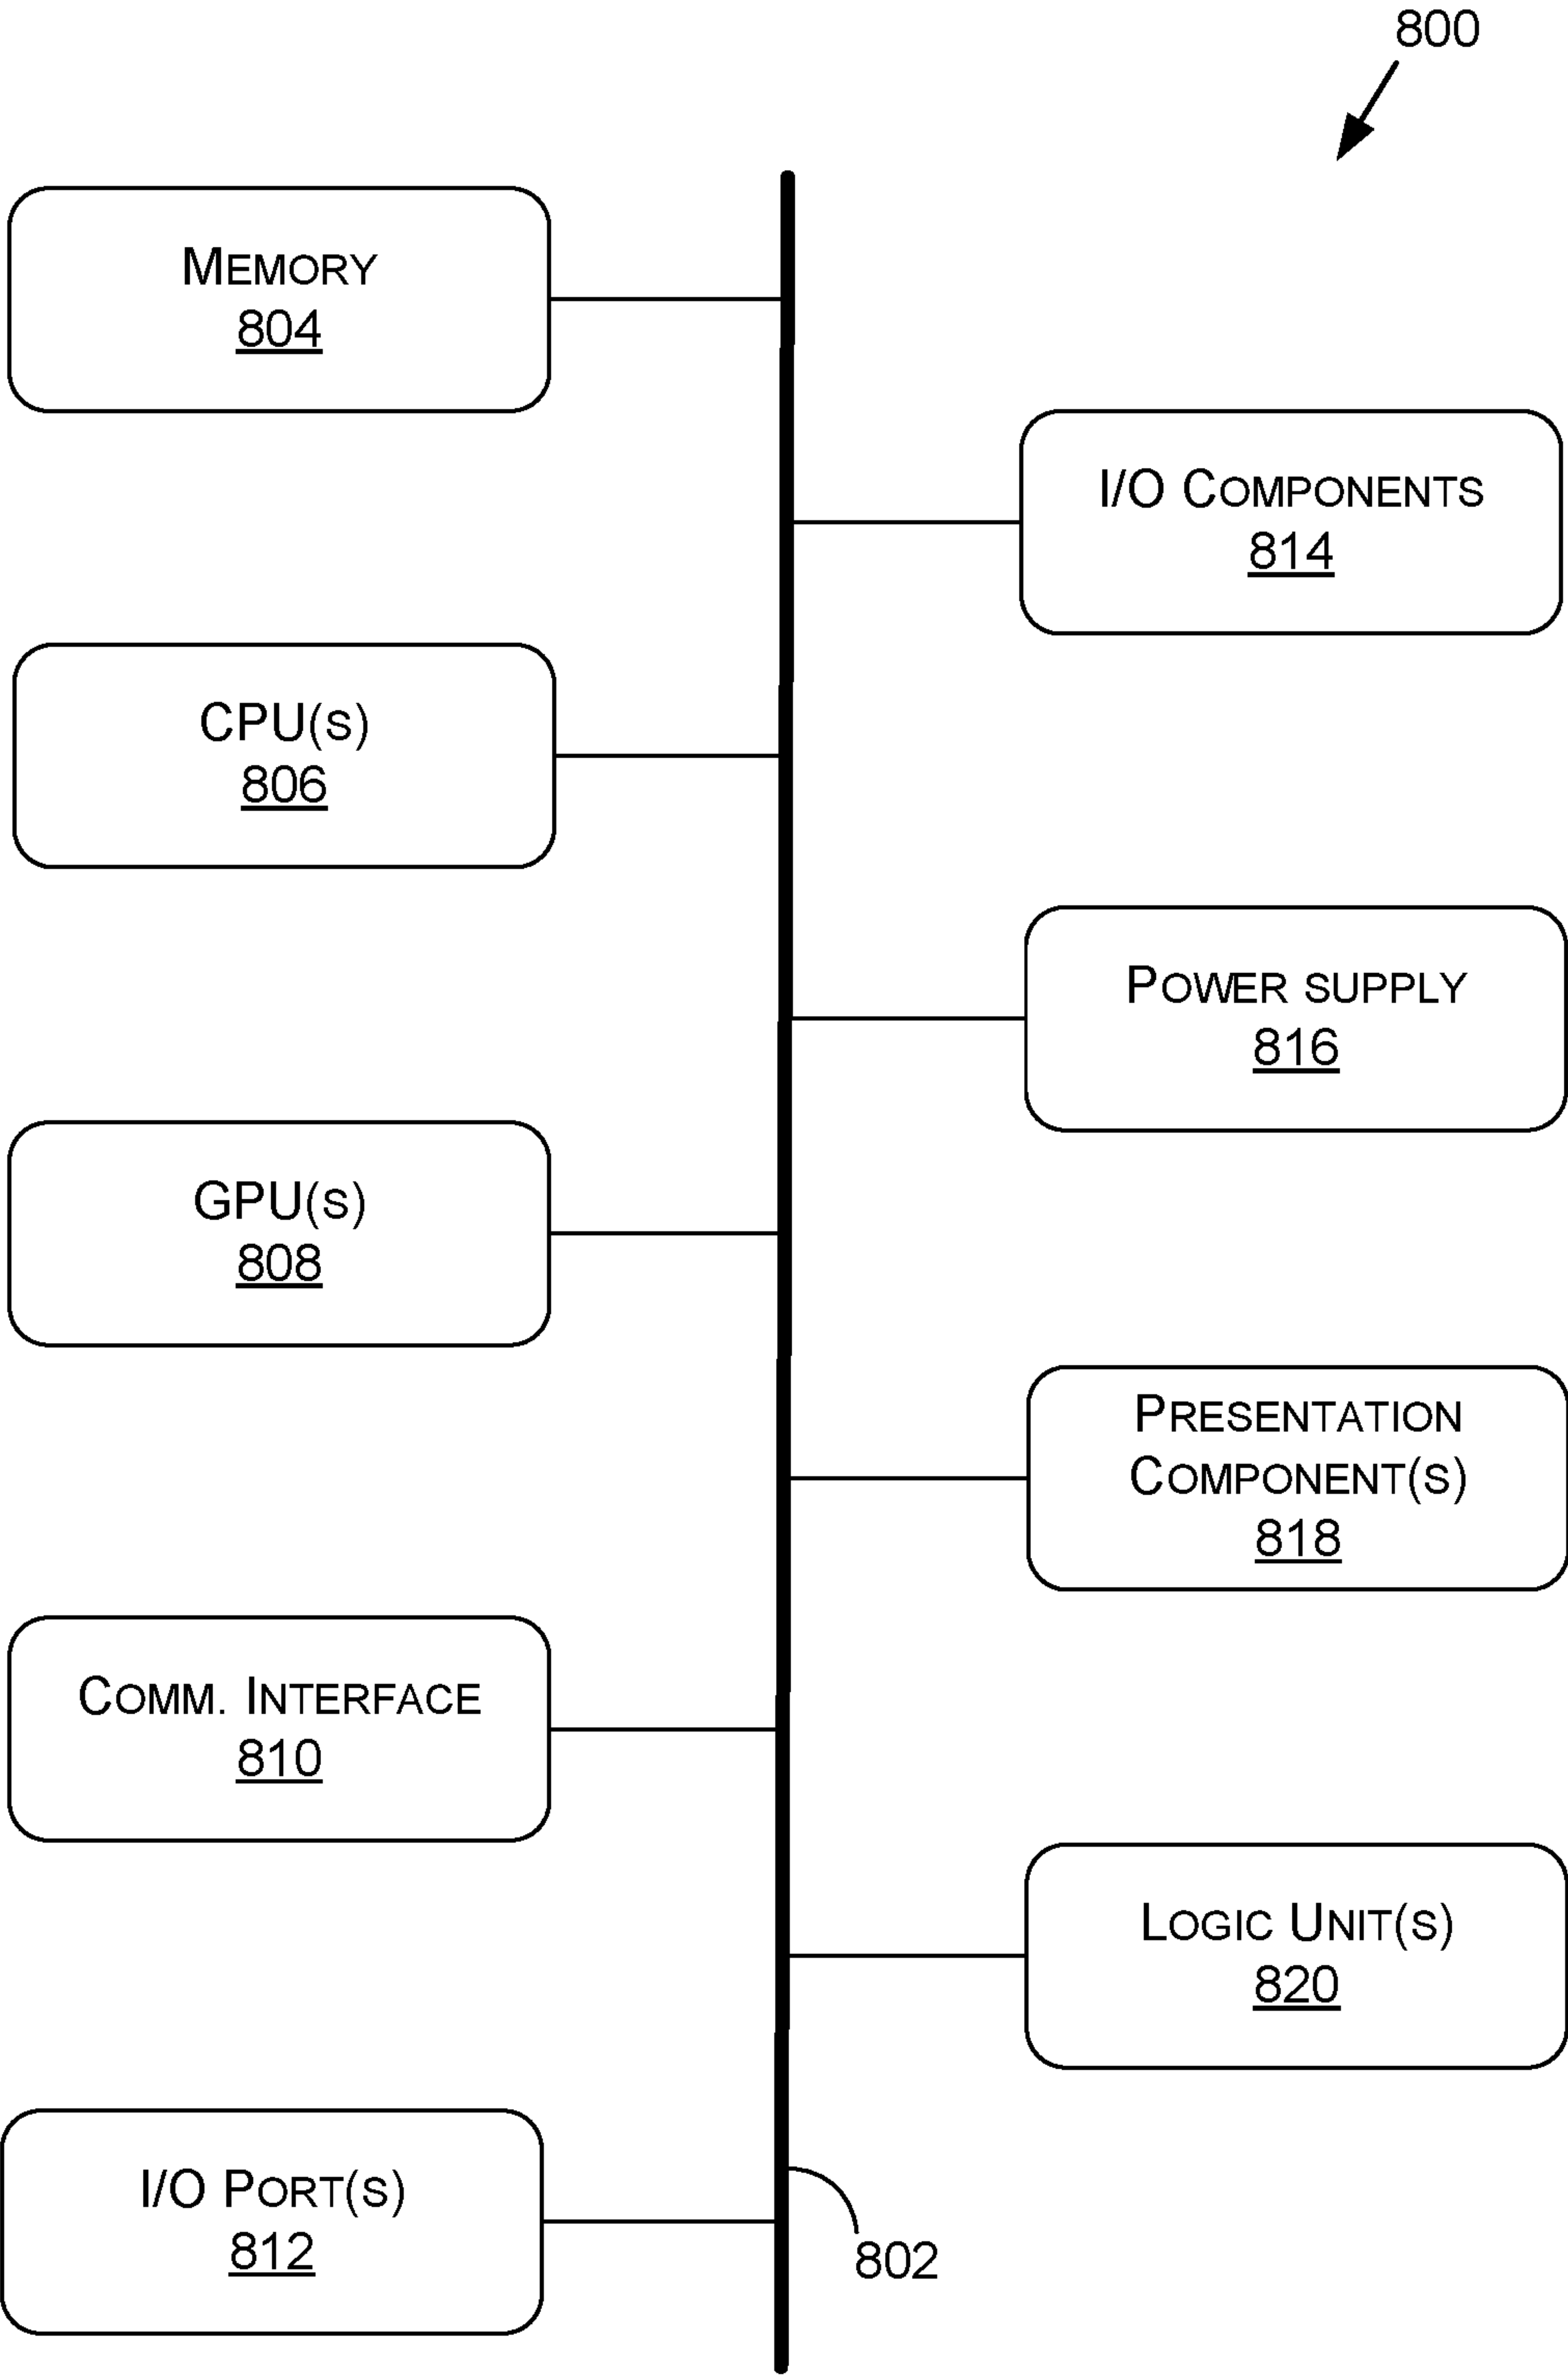 800
MEMORY
804
I/O COMPONENTS
814
CPU(S)
806
POWER SUPPLY
816
GPU(S)
808
PRESENTATION
COMPONENT(S)
818
COMM. INTERFACE
810
LOGIC UNIT(S)
820
I/O PORT(S)
812
802